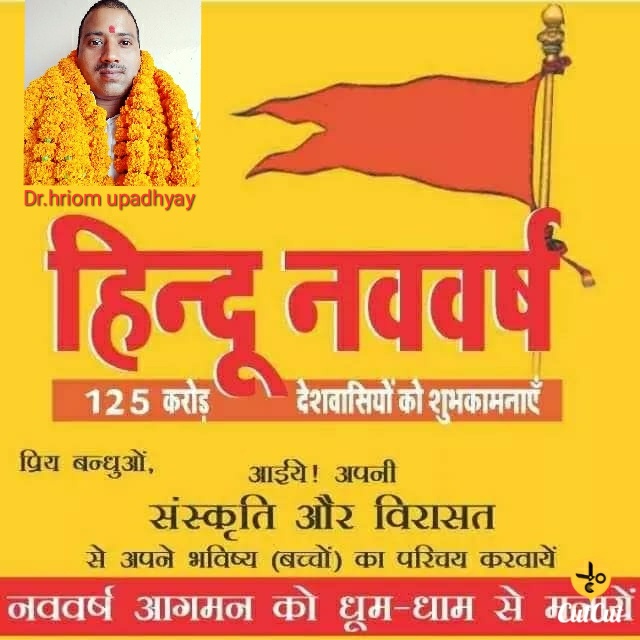 Dr.hriom upadhyay
हिन्दू नववर्ष
125 करोड़ देशवासियों को शुभकामनाएँ
प्रिय बन्धुओं,
आईये! अपनी
संस्कृति और विरासत
से अपने भविष्य (बच्चों) का परिचय करवायें
नववर्ष आगमन को धूम-धाम से
CutCut